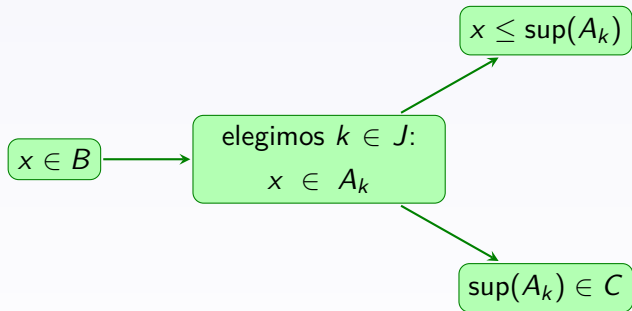 x ≤ sup(A_k)
x ∈ B
elegimos k ∈ J:
x ∈ A_k
sup(A_k) ∈ C